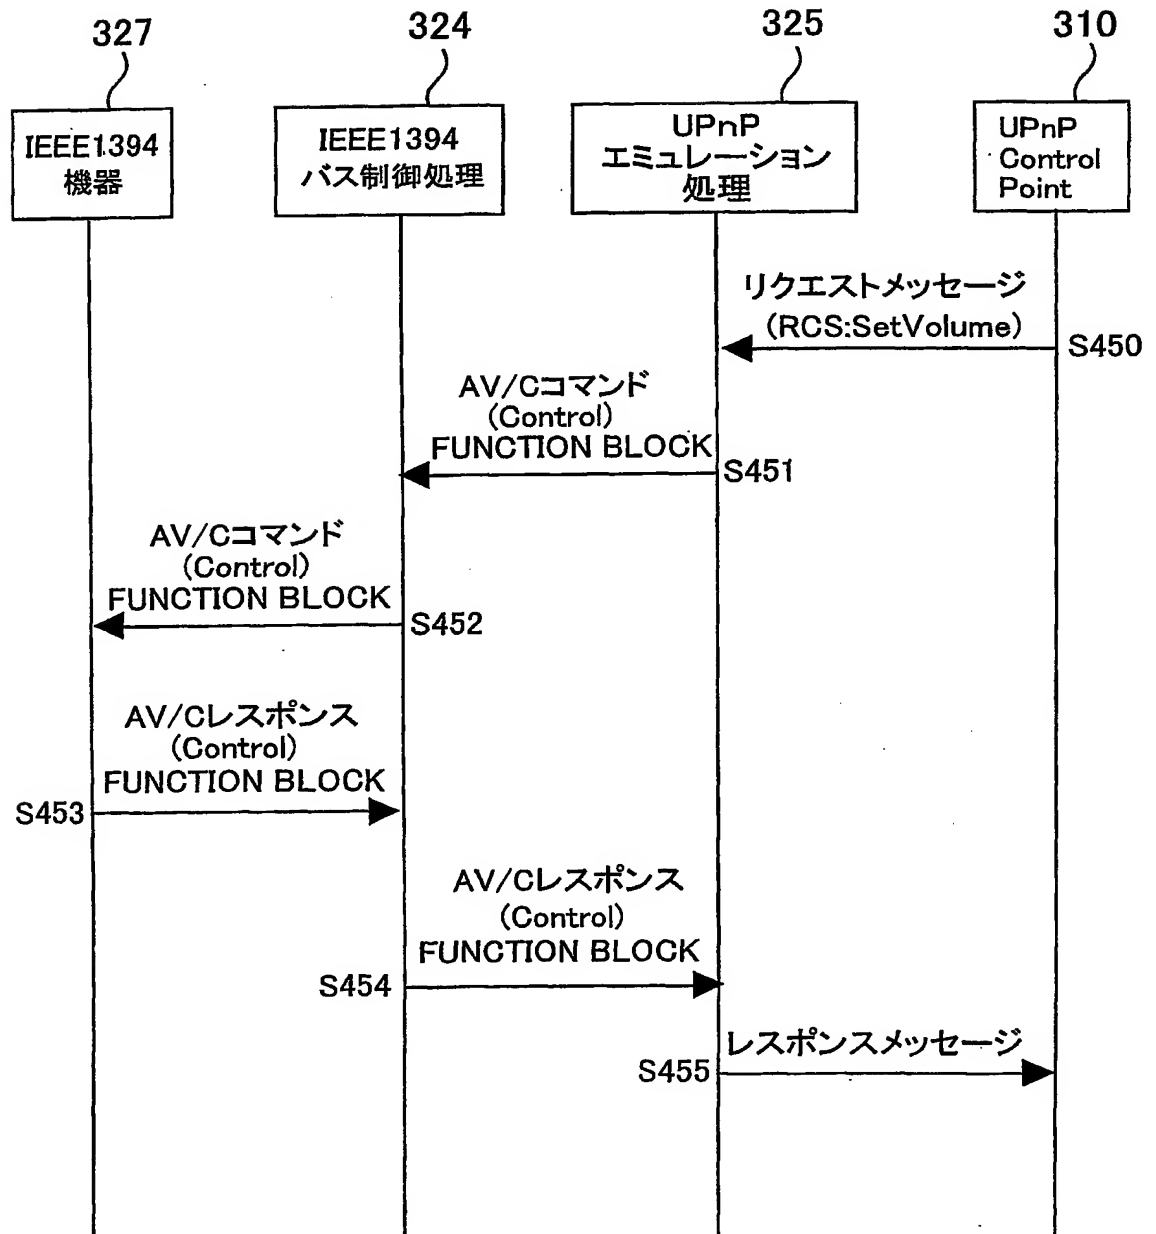 327
324
325
310
IEEE1394
機器
IEEE1394
バス制御処理
UPnP
エミュレーション
処理
UPnP
Control
Point
リクエストメッセージ
(RCS:SetVolume)
S450
AV/Cコマンド
(Control)
FUNCTION BLOCK
S451
AV/Cコマンド
(Control)
FUNCTION BLOCK
S452
AV/Cレスポンス
(Control)
FUNCTION BLOCK
S453
AV/Cレスポンス
(Control)
FUNCTION BLOCK
S454
レスポンスメッセージ
S455